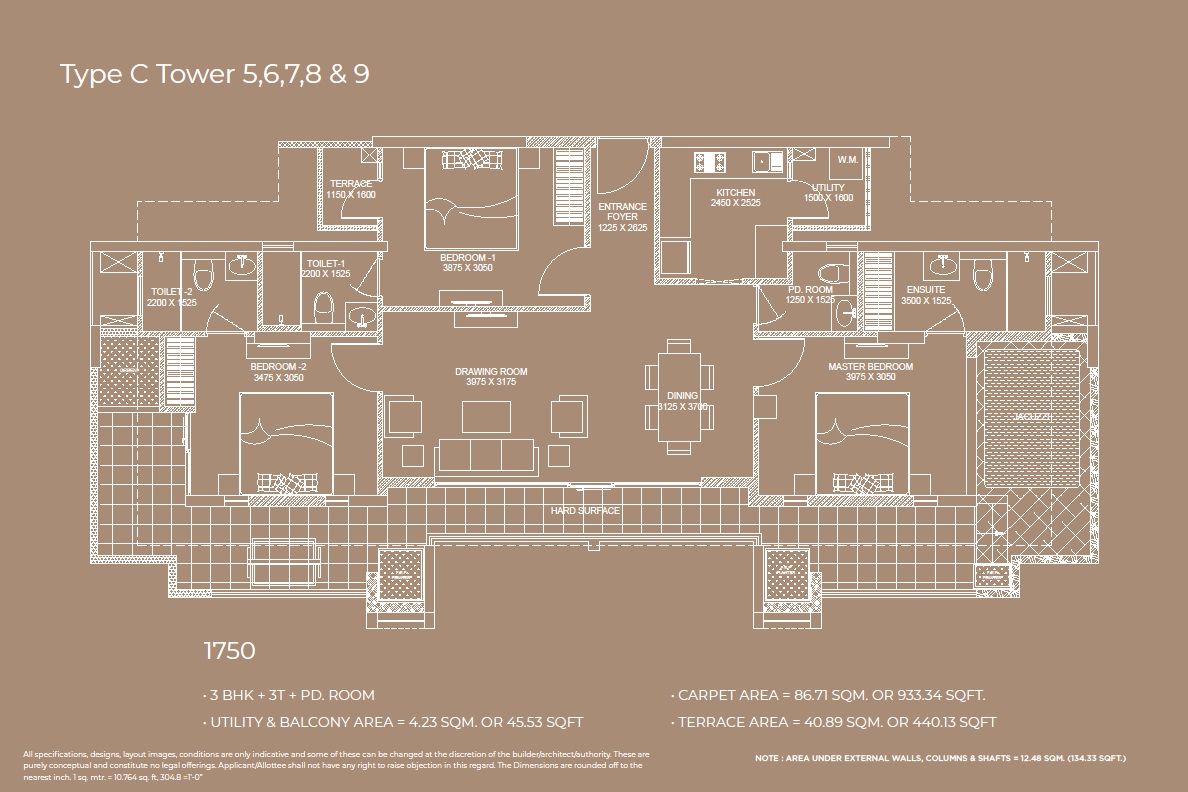 Type C Tower 5,6,7,8 & 9
TERRACE
1150 X 1600
BEDROOM -1
3875 X 3050
ENTRANCE
FOYER
1225 X 2625
KITCHEN
2450 X 2525
W.M.
UTILITY
1500 X 1600
TOILET -2
2200 X 1525
TOILET-1
2200 X 1525
PD. ROOM
1250 X 1525
ENSUITE
3500 X 1525
BEDROOM -2
3475 X 3050
DRAWING ROOM
3975 X 3175
DINING
3125 X 3700
MASTER BEDROOM
3975 X 3050
JACUZZI
HARD SURFACE
1750
• 3 BHK + 3T + PD. ROOM
• UTILITY & BALCONY AREA = 4.23 SQM. OR 45.53 SQFT
• CARPET AREA = 86.71 SQM. OR 933.34 SQFT.
• TERRACE AREA = 40.89 SQM. OR 440.13 SQFT
All specifications, designs, layout images, conditions are only indicative and some of these can be changed at the discretion of the builder/architect/authority. These are
purely conceptual and constitute no legal offerings. Applicant/Allottee shall not have any right to raise objection in this regard. The Dimensions are rounded off to the
nearest inch. 1 sq. mtr. = 10.764 sq. ft, 304.8 =1'-0"
NOTE : AREA UNDER EXTERNAL WALLS, COLUMNS & SHAFTS = 12.48 SQM. (134.33 SQFT.)